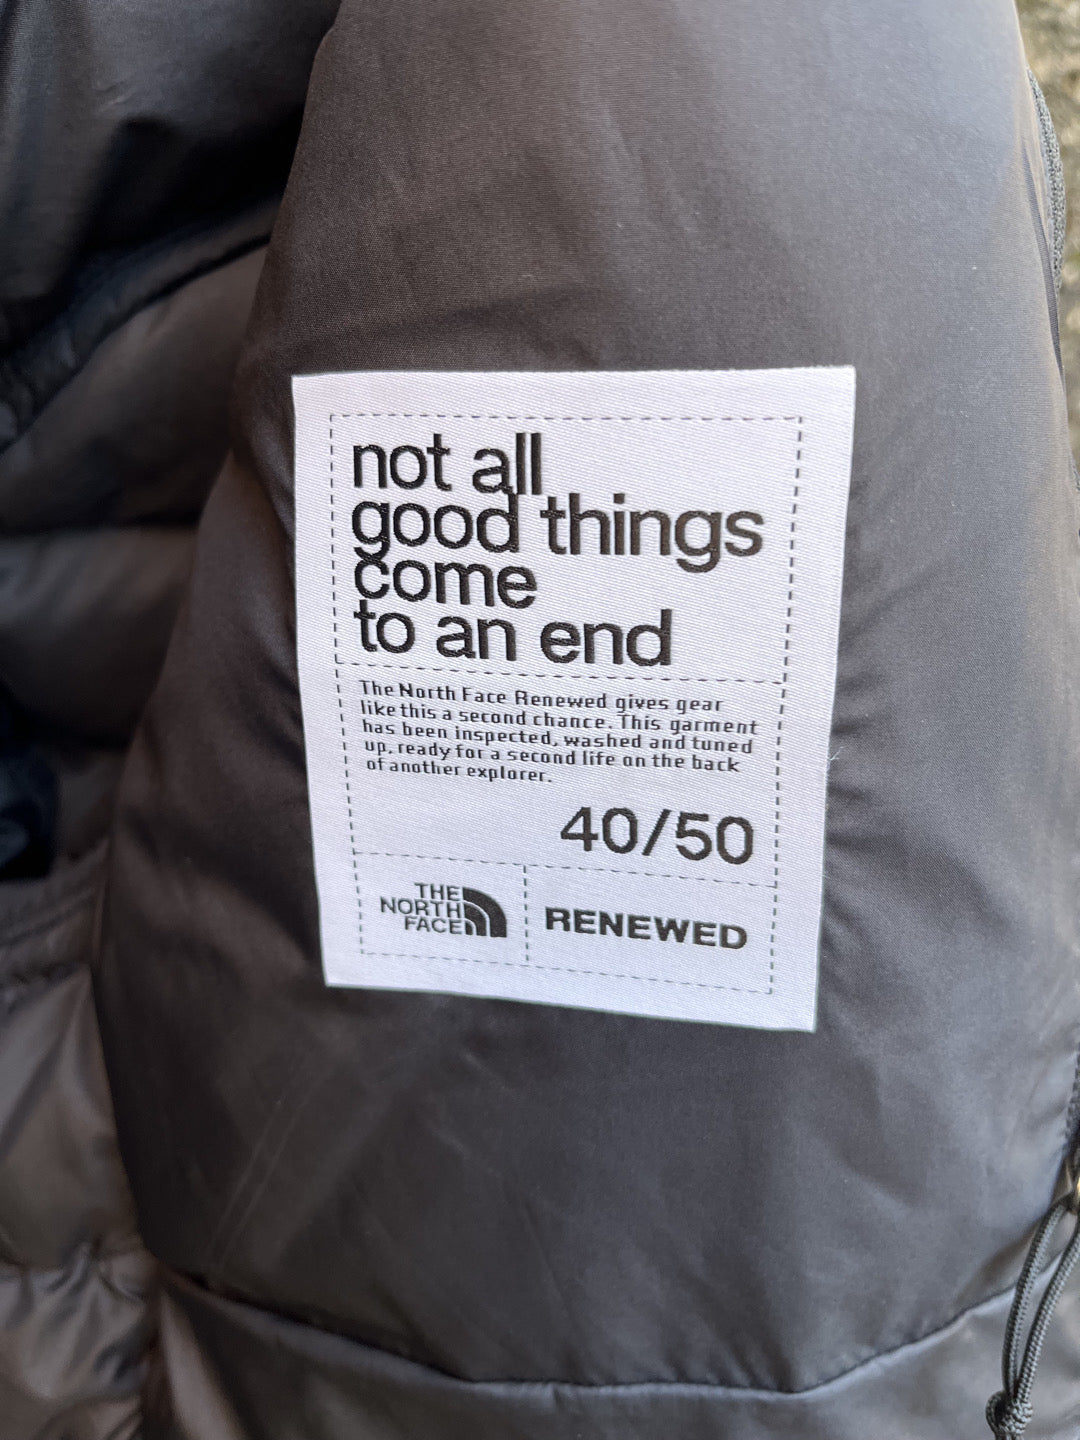 not all
good things
come
to an end
The North Face Renewed gives gear
like this a second chance. This garment
has been inspected, washed and tuned
up, ready for a second life on the back
of another explorer.
40/50
THE
NORTH
FACE
RENEWED